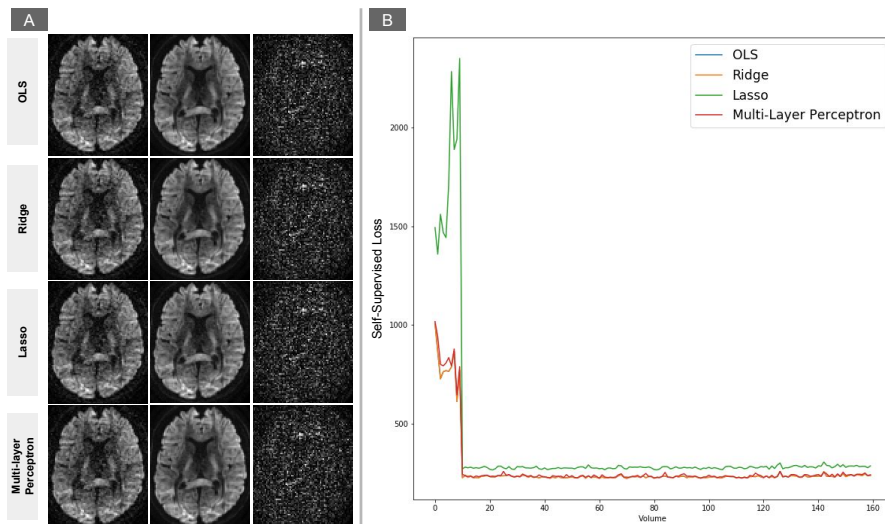 A
OLS
Ridge
Lasso
Multi-layer
Perceptron
B
OLS
Ridge
Lasso
Multi-Layer Perceptron
Self-Supervised Loss
2000
1500
1000
500
0
20
40
60
80
100
120
140
160
Volume